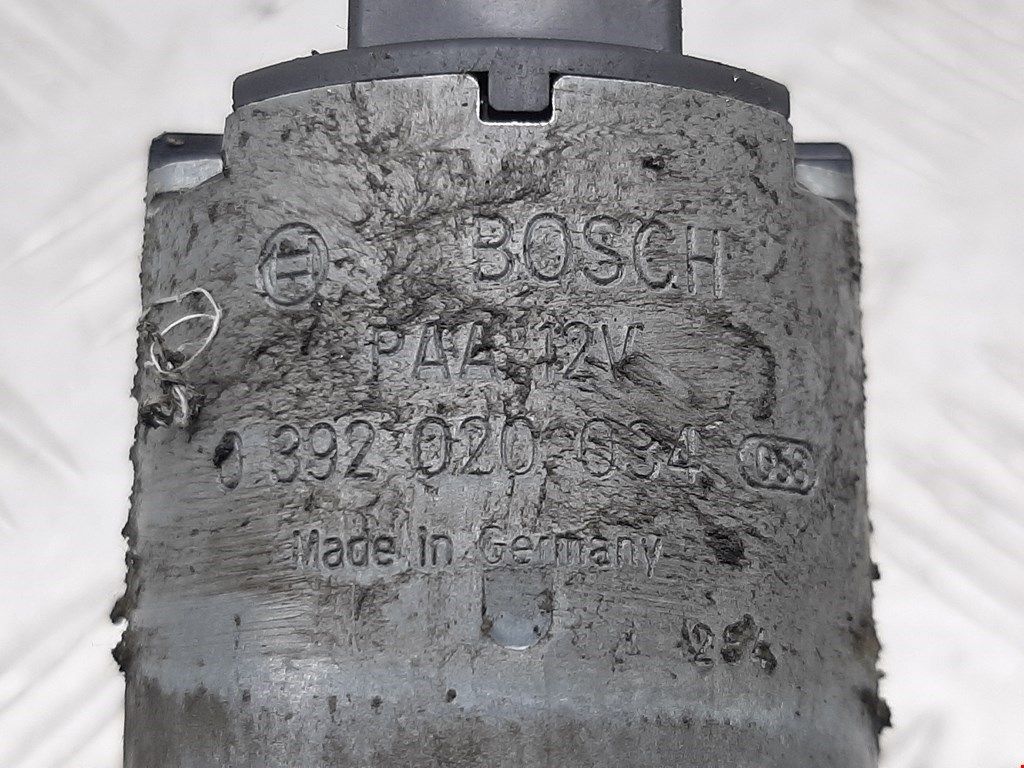 BOSCH
PAA 12V
0 392 020 034
Made in Germany